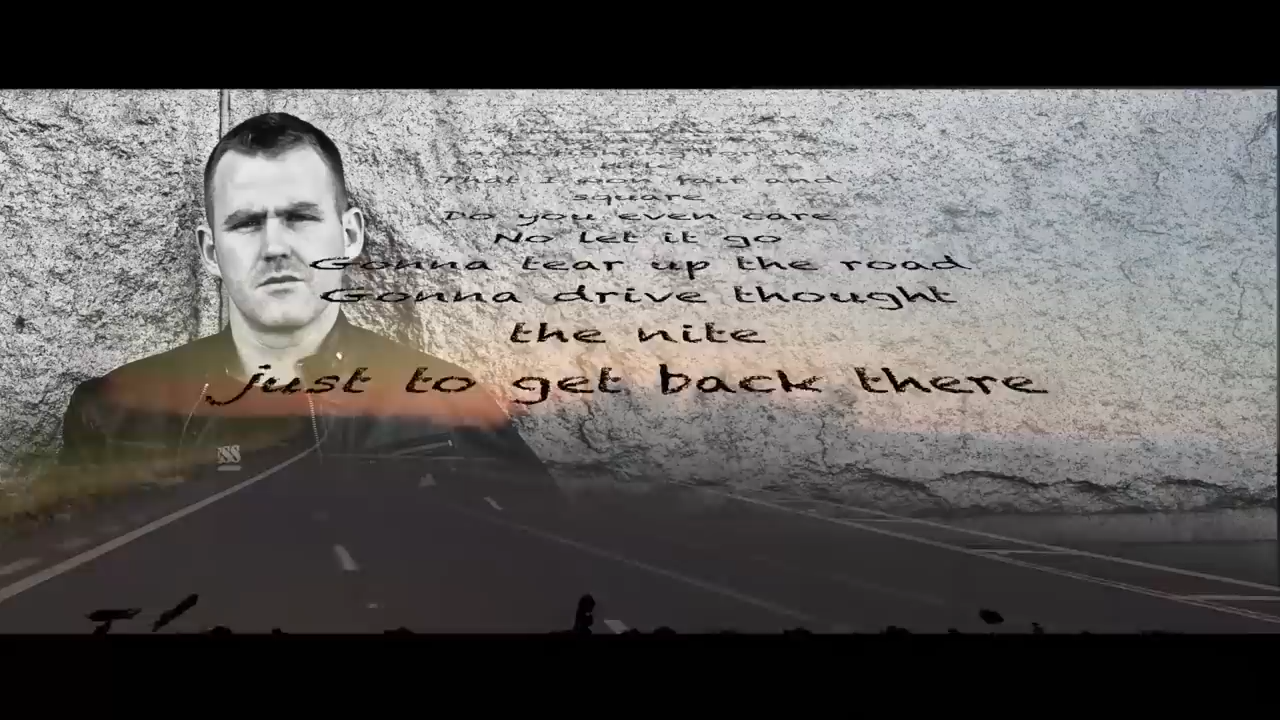 That I won fair and
square
Do you even care
No let it go
Gonna tear up the road
Gonna drive thought
the nite
just to get back there